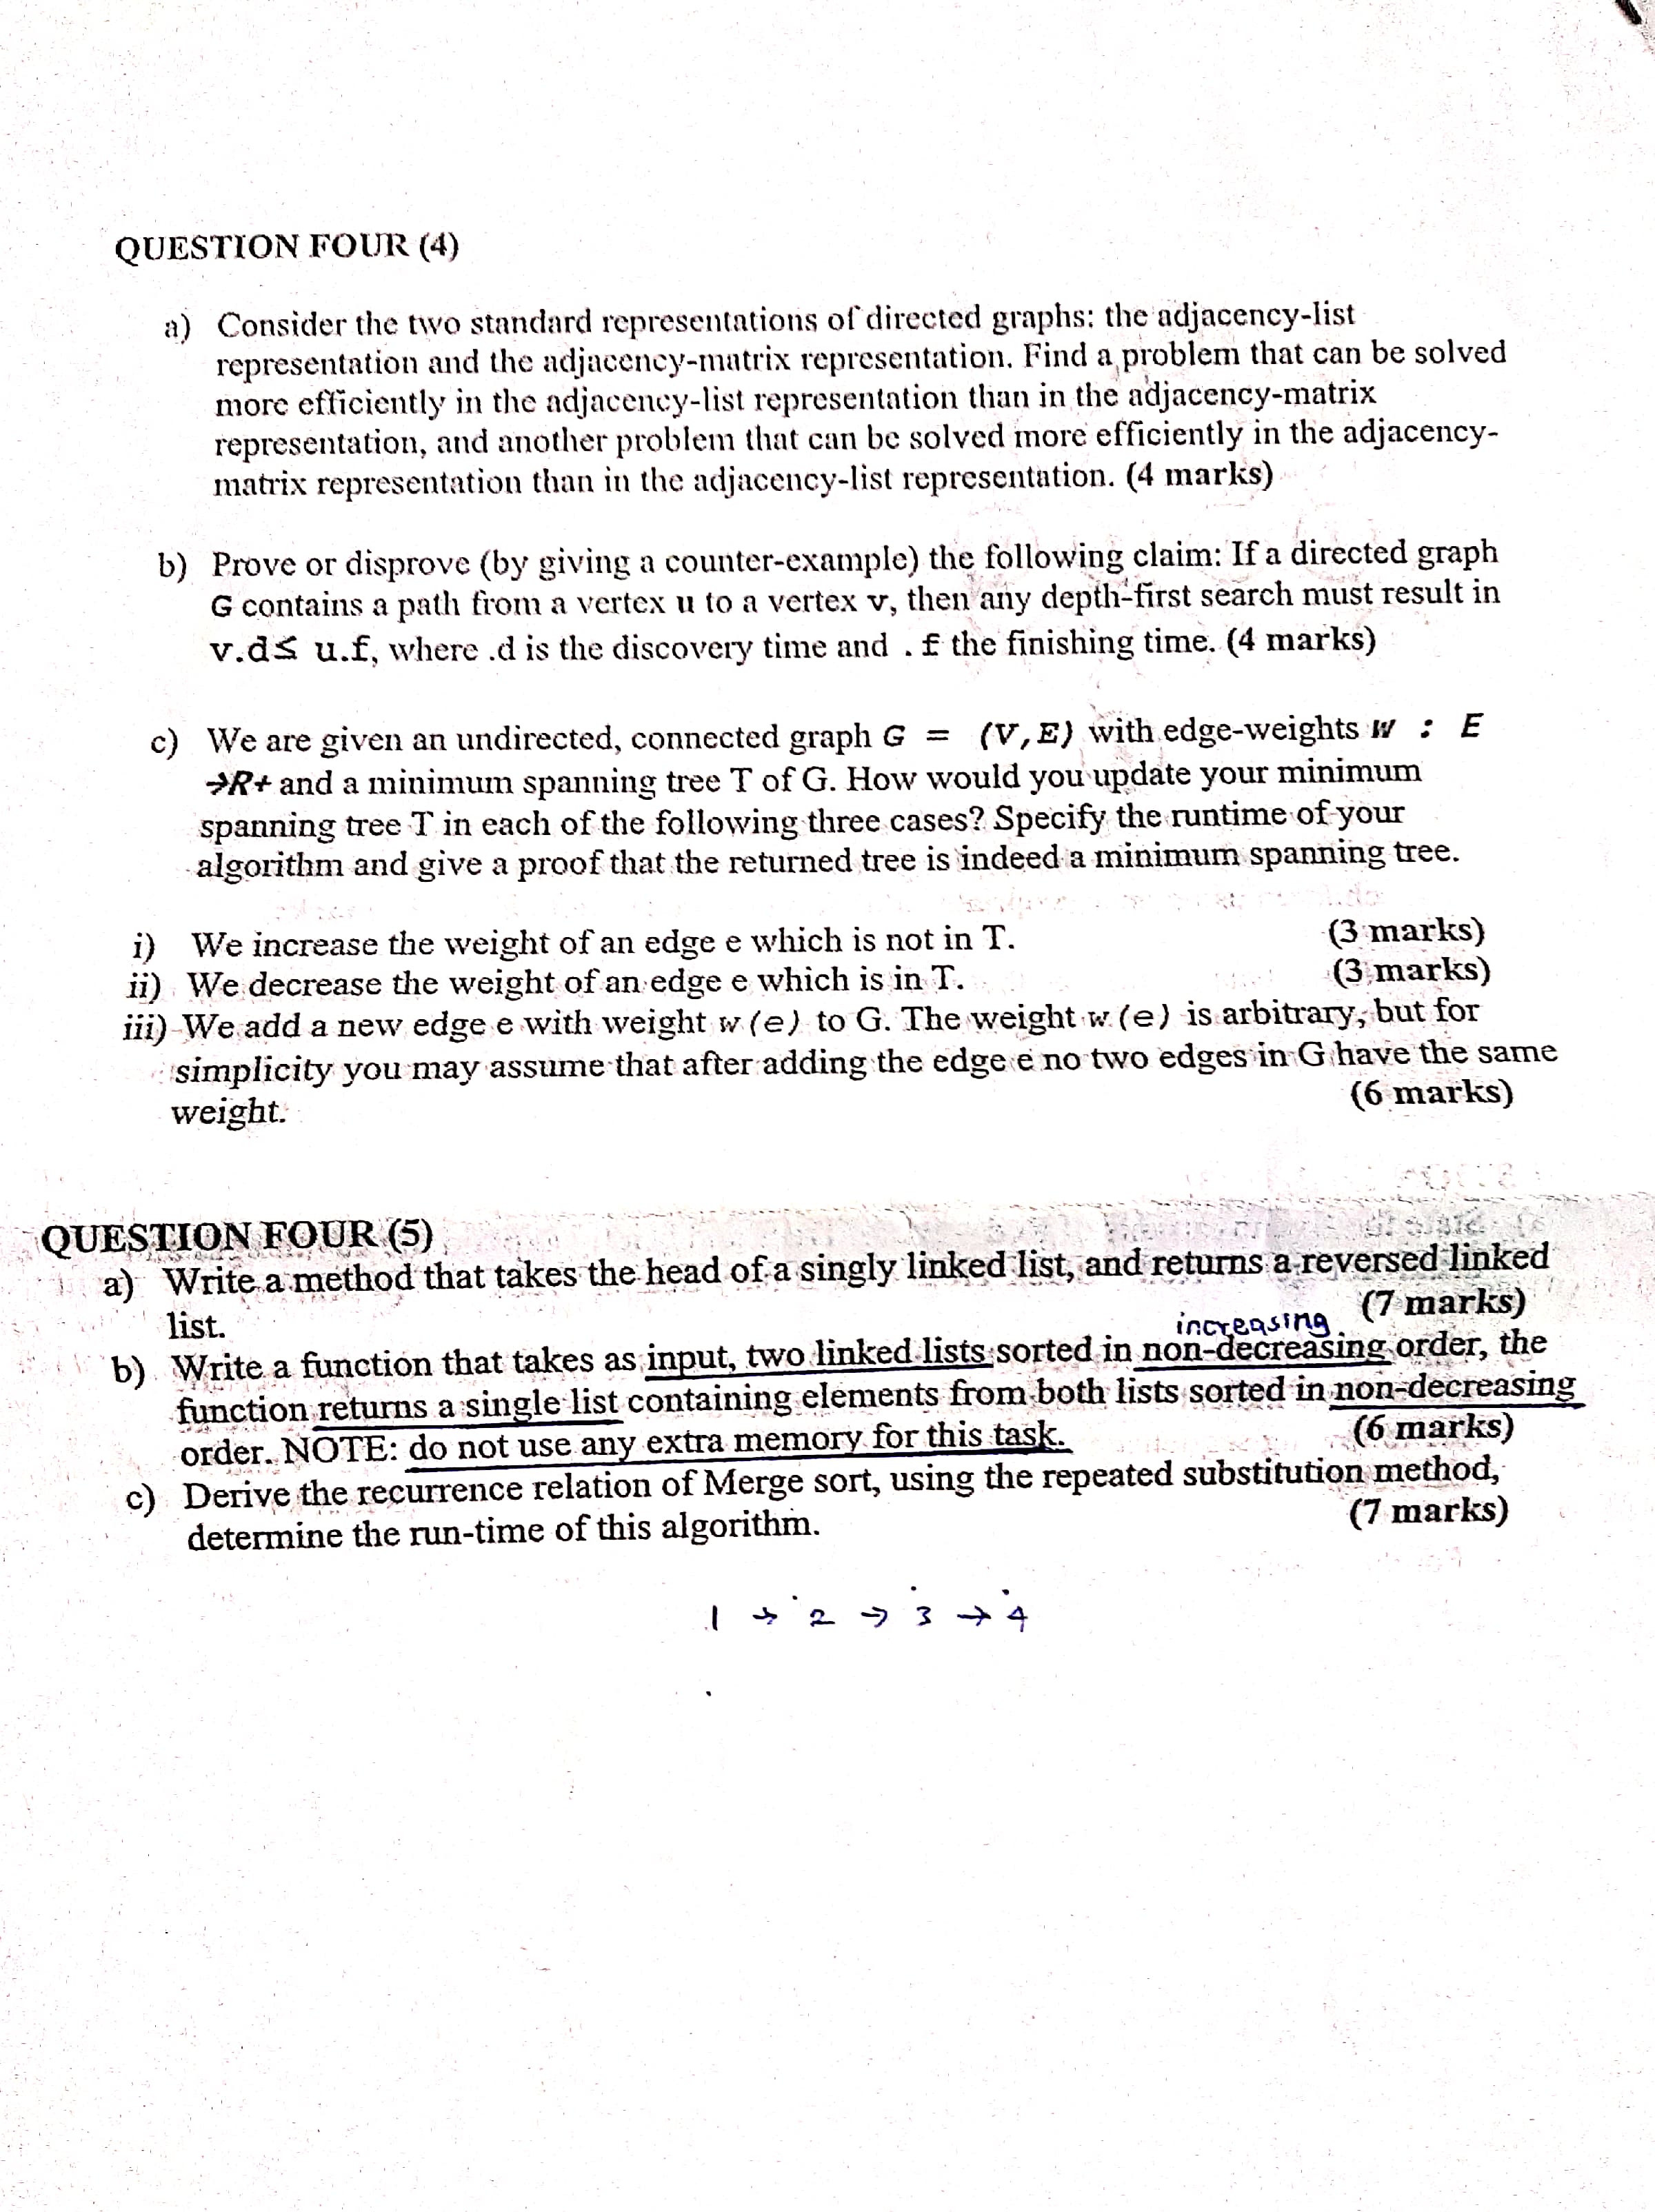 QUESTION FOUR (4)
a) Consider the two standard representations of directed graphs: the adjacency-list
representation and the adjacency-matrix representation. Find a problem that can be solved
more efficiently in the adjacency-list representation than in the adjacency-matrix
representation, and another problem that can be solved more efficiently in the adjacency-
matrix representation than in the adjacency-list representation. (4 marks)
b) Prove or disprove (by giving a counter-example) the following claim: If a directed graph
G contains a path from a vertex u to a vertex v, then any depth-first search must result in
v.d≤ u.f, where .d is the discovery time and .f the finishing time. (4 marks)
c) We are given an undirected, connected graph G = (V,E) with edge-weights w : E
→R+ and a minimum spanning tree T of G. How would you update your minimum
spanning tree T in each of the following three cases? Specify the runtime of your
algorithm and give a proof that the returned tree is indeed a minimum spanning tree.
i) We increase the weight of an edge e which is not in T. (3 marks)
ii) We decrease the weight of an edge e which is in T. (3 marks)
iii) We add a new edge e with weight w(e) to G. The weight w(e) is arbitrary, but for
simplicity you may assume that after adding the edge e no two edges in G have the same
weight. (6 marks)
QUESTION FOUR (5)
a) Write a method that takes the head of a singly linked list, and returns a reversed linked
list. (7 marks)
increasing
b) Write a function that takes as input, two linked lists sorted in non-decreasing order, the
function returns a single list containing elements from both lists sorted in non-decreasing
order. NOTE: do not use any extra memory for this task. (6 marks)
c) Derive the recurrence relation of Merge sort, using the repeated substitution method,
determine the run-time of this algorithm. (7 marks)
1 → 2 → 3 → 4